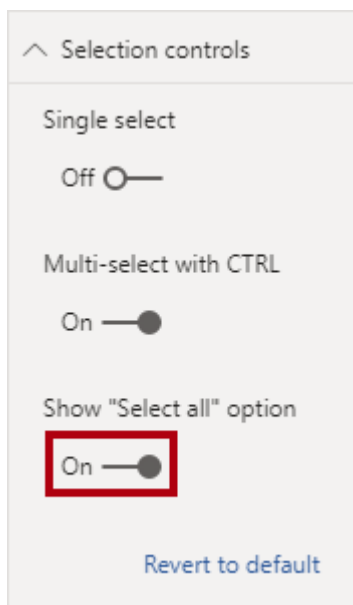 Selection controls
Single select
Off
Multi-select with CTRL
On
Show "Select all" option
On
Revert to default